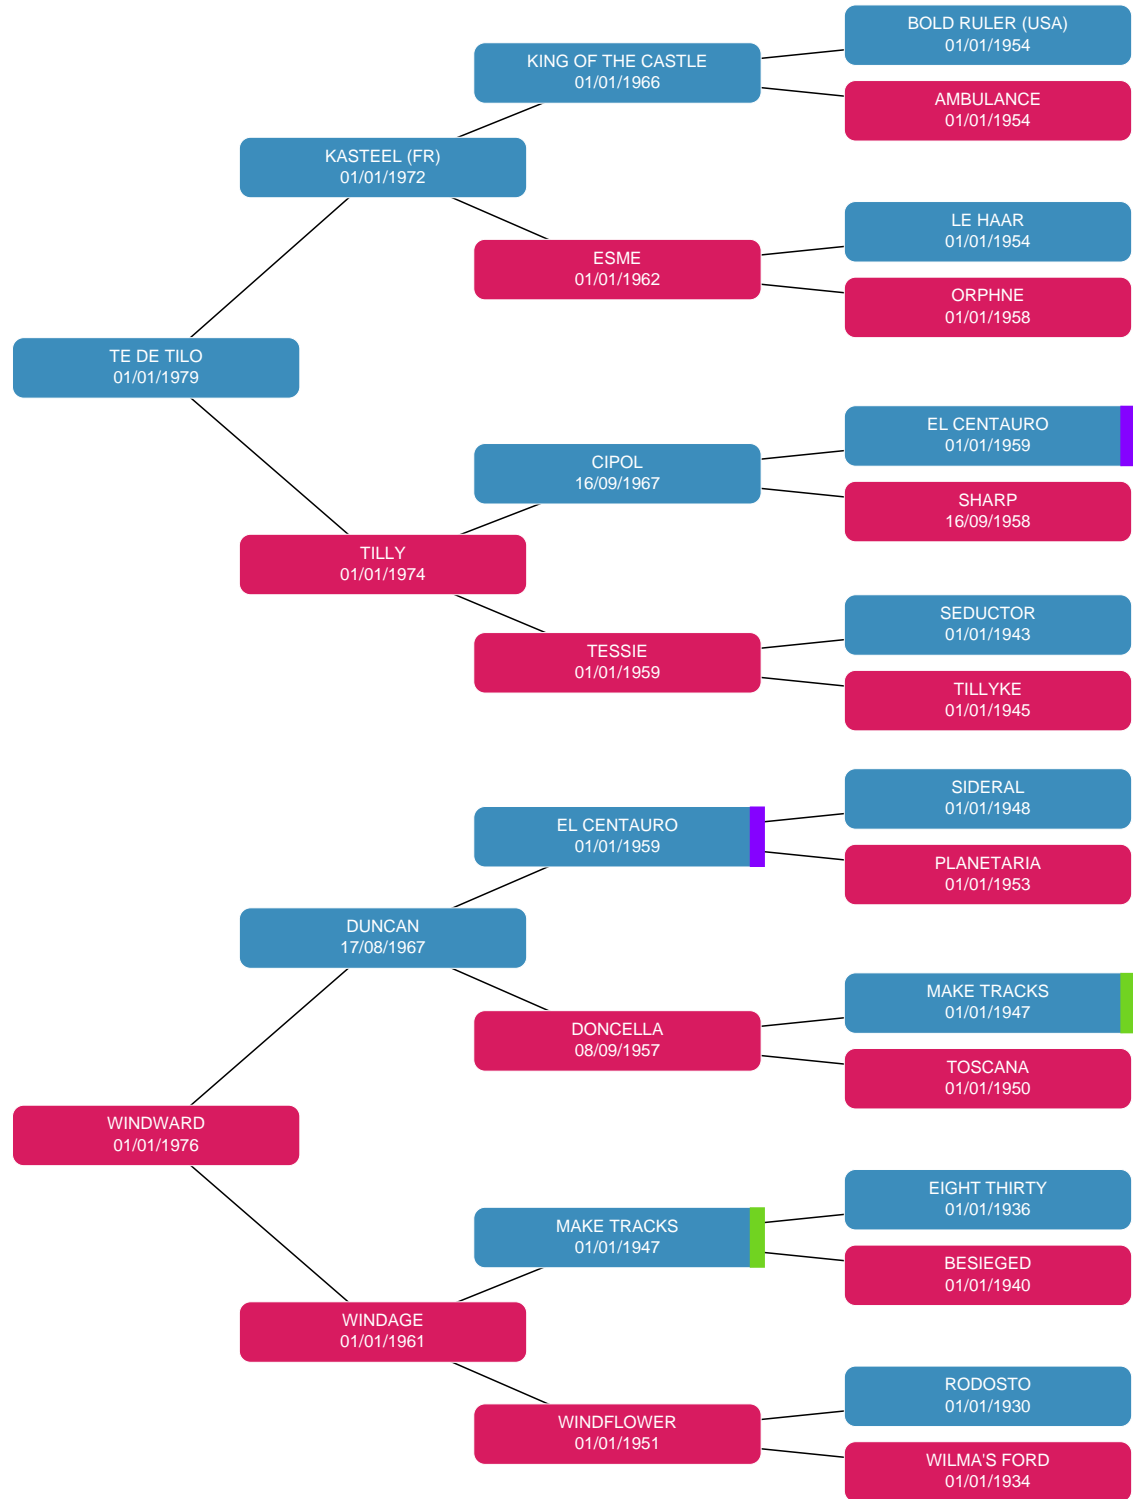 BOLD RULER (USA)
01/01/1954
KING OF THE CASTLE
01/01/1966
AMBULANCE
01/01/1954
KASTEEL (FR)
01/01/1972
LE HAAR
01/01/1954
ESME
01/01/1962
ORPHNE
01/01/1958
TE DE TILO
01/01/1979
EL CENTAURO
01/01/1959
CIPOL
16/09/1967
SHARP
16/09/1958
TILLY
01/01/1974
SEDUCTOR
01/01/1943
TESSIE
01/01/1959
TILLYKE
01/01/1945
SIDERAL
01/01/1948
EL CENTAURO
01/01/1959
PLANETARIA
01/01/1953
DUNCAN
17/08/1967
MAKE TRACKS
01/01/1947
DONCELLA
08/09/1957
TOSCANA
01/01/1950
WINDWARD
01/01/1976
EIGHT THIRTY
01/01/1936
MAKE TRACKS
01/01/1947
BESIEGED
01/01/1940
WINDAGE
01/01/1961
RODOSTO
01/01/1930
WINDFLOWER
01/01/1951
WILMA'S FORD
01/01/1934